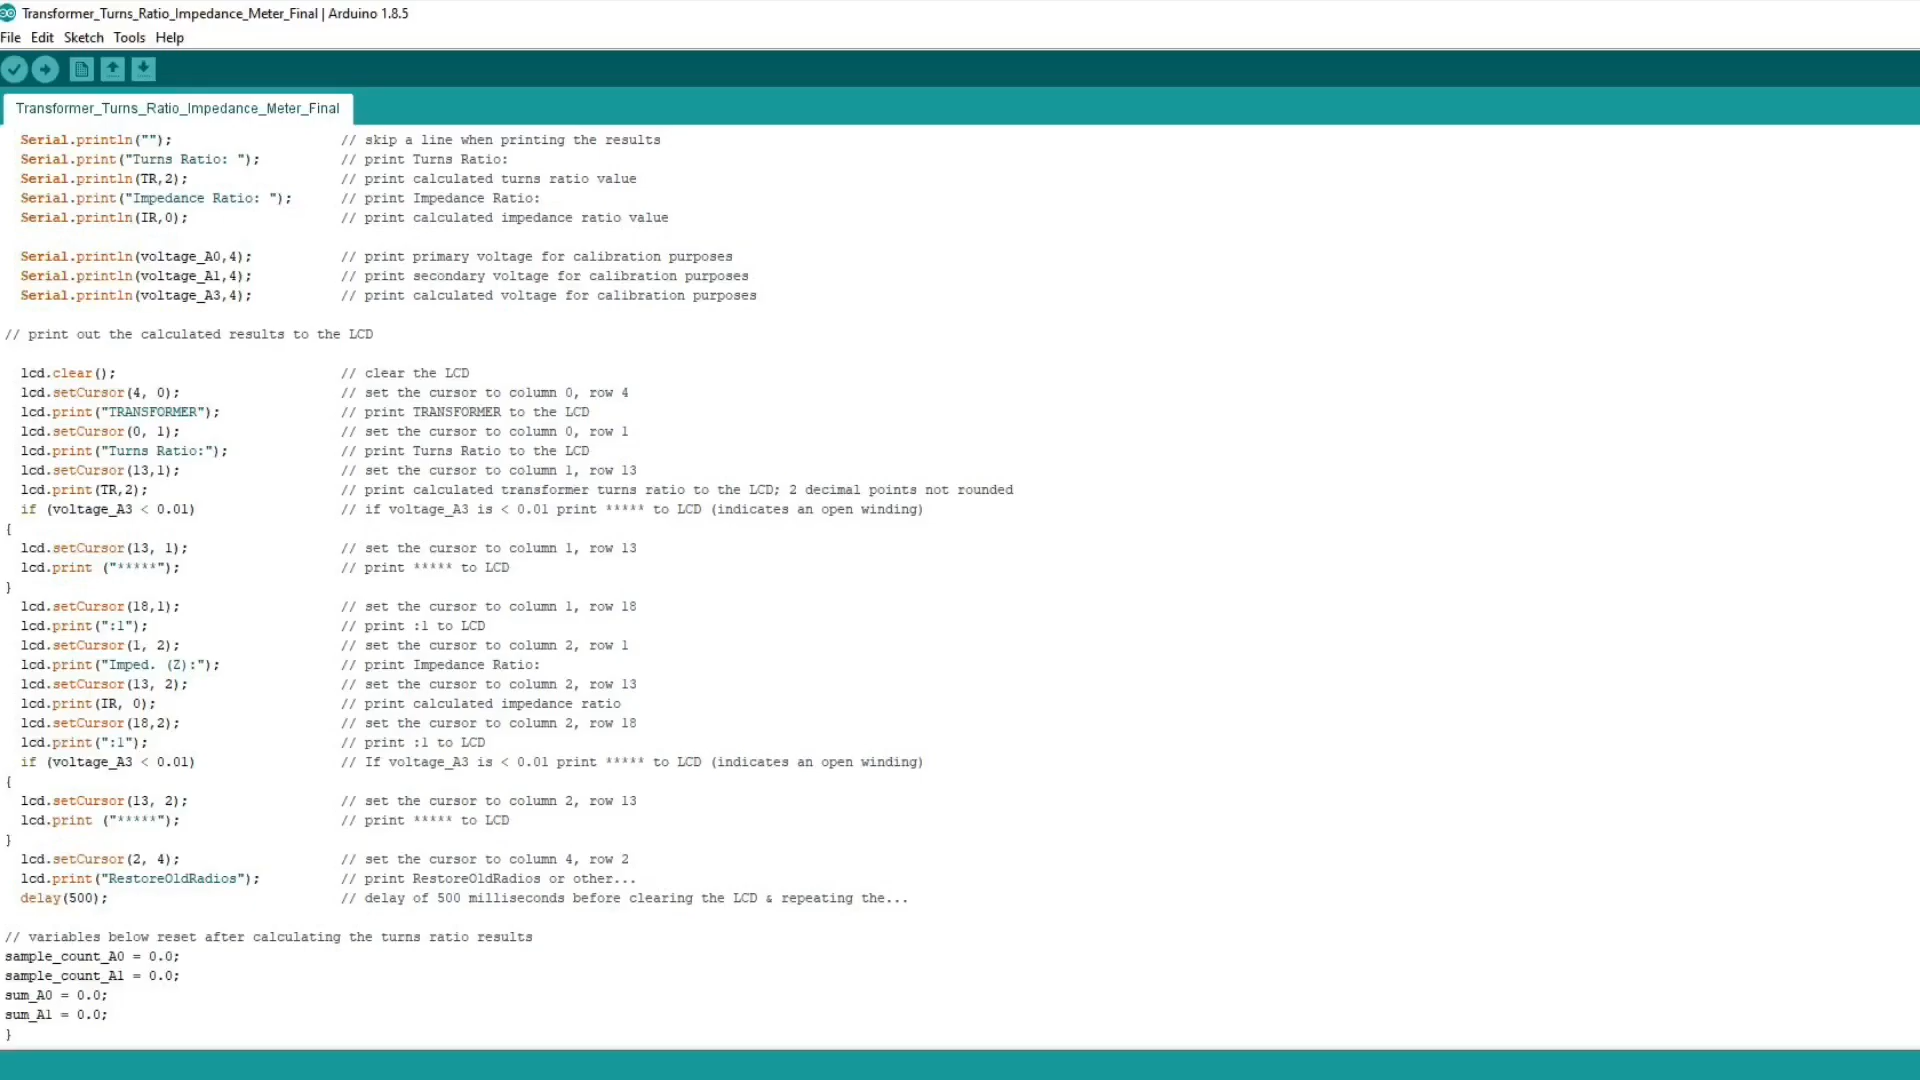 Transformer_Turns_Ratio_Impedance_Meter_Final | Arduino 1.8.5
File Edit Sketch Tools Help
Transformer_Turns_Ratio_Impedance_Meter_Final
Serial.println(""); // skip a line when printing the results
Serial.print("Turns Ratio: "); // print Turns Ratio:
Serial.println(TR,2); // print calculated turns ratio value
Serial.print("Impedance Ratio: "); // print Impedance Ratio:
Serial.println(IR,0); // print calculated impedance ratio value
Serial.println(voltage_A0,4); // print primary voltage for calibration purposes
Serial.println(voltage_A1,4); // print secondary voltage for calibration purposes
Serial.println(voltage_A3,4); // print calculated voltage for calibration purposes
// print out the calculated results to the LCD
lcd.clear(); // clear the LCD
lcd.setCursor(4, 0); // set the cursor to column 0, row 4
lcd.print("TRANSFORMER"); // print TRANSFORMER to the LCD
lcd.setCursor(0, 1); // set the cursor to column 0, row 1
lcd.print("Turns Ratio:"); // print Turns Ratio to the LCD
lcd.setCursor(13,1); // set the cursor to column 1, row 13
lcd.print(TR,2); // print calculated transformer turns ratio to the LCD; 2 decimal points not rounded
if (voltage_A3 < 0.01) // if voltage_A3 is < 0.01 print ***** to LCD (indicates an open winding)
{
lcd.setCursor(13, 1); // set the cursor to column 1, row 13
lcd.print ("*****"); // print ***** to LCD
}
lcd.setCursor(18,1); // set the cursor to column 1, row 18
lcd.print(":1"); // print :1 to LCD
lcd.setCursor(1, 2); // set the cursor to column 2, row 1
lcd.print("Imped. (Z):"); // print Impedance Ratio:
lcd.setCursor(13, 2); // set the cursor to column 2, row 13
lcd.print(IR, 0); // print calculated impedance ratio
lcd.setCursor(18,2); // set the cursor to column 2, row 18
lcd.print(":1"); // print :1 to LCD
if (voltage_A3 < 0.01) // If voltage_A3 is < 0.01 print ***** to LCD (indicates an open winding)
{
lcd.setCursor(13, 2); // set the cursor to column 2, row 13
lcd.print ("*****"); // print ***** to LCD
}
lcd.setCursor(2, 4); // set the cursor to column 4, row 2
lcd.print("RestoreOldRadios"); // print RestoreOldRadios or other...
delay(500); // delay of 500 milliseconds before clearing the LCD & repeating the...
// variables below reset after calculating the turns ratio results
sample_count_A0 = 0.0;
sample_count_A1 = 0.0;
sum_A0 = 0.0;
sum_A1 = 0.0;
}